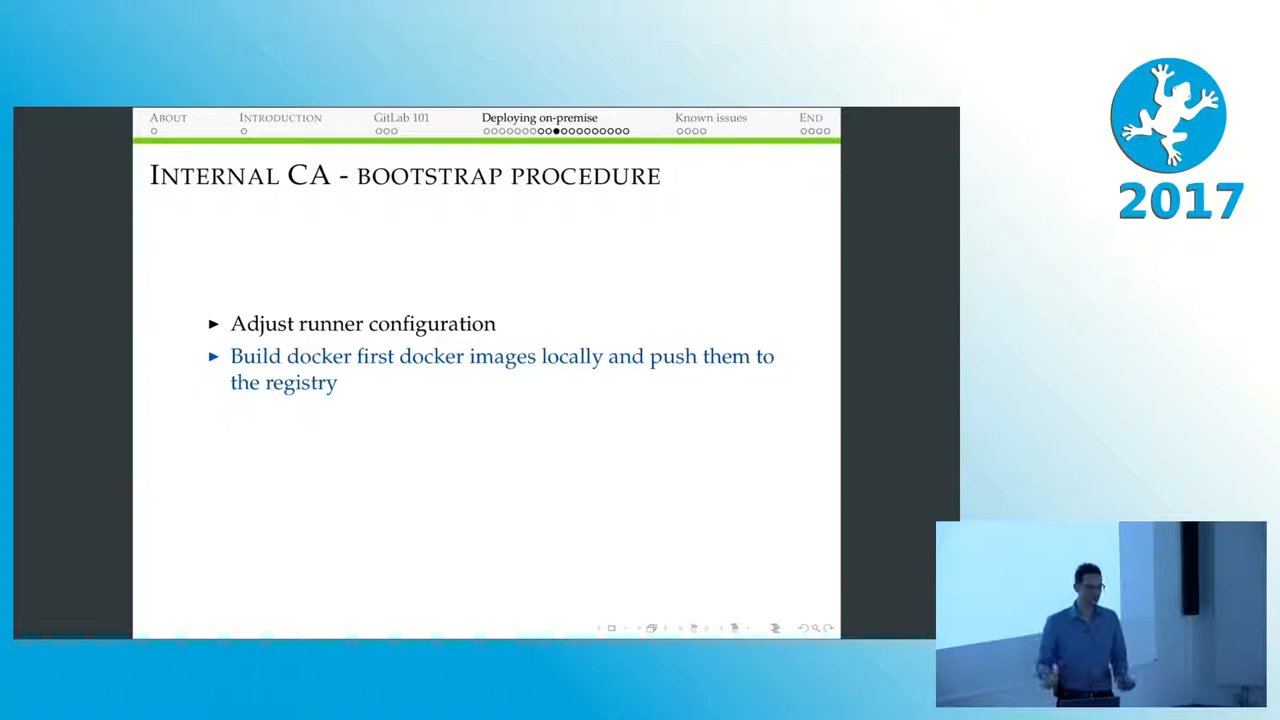 ABOUT
INTRODUCTION
GitLab 101
Deploying on-premise
Known issues
END
INTERNAL CA - BOOTSTRAP PROCEDURE
Adjust runner configuration
Build docker first docker images locally and push them to
the registry
2017